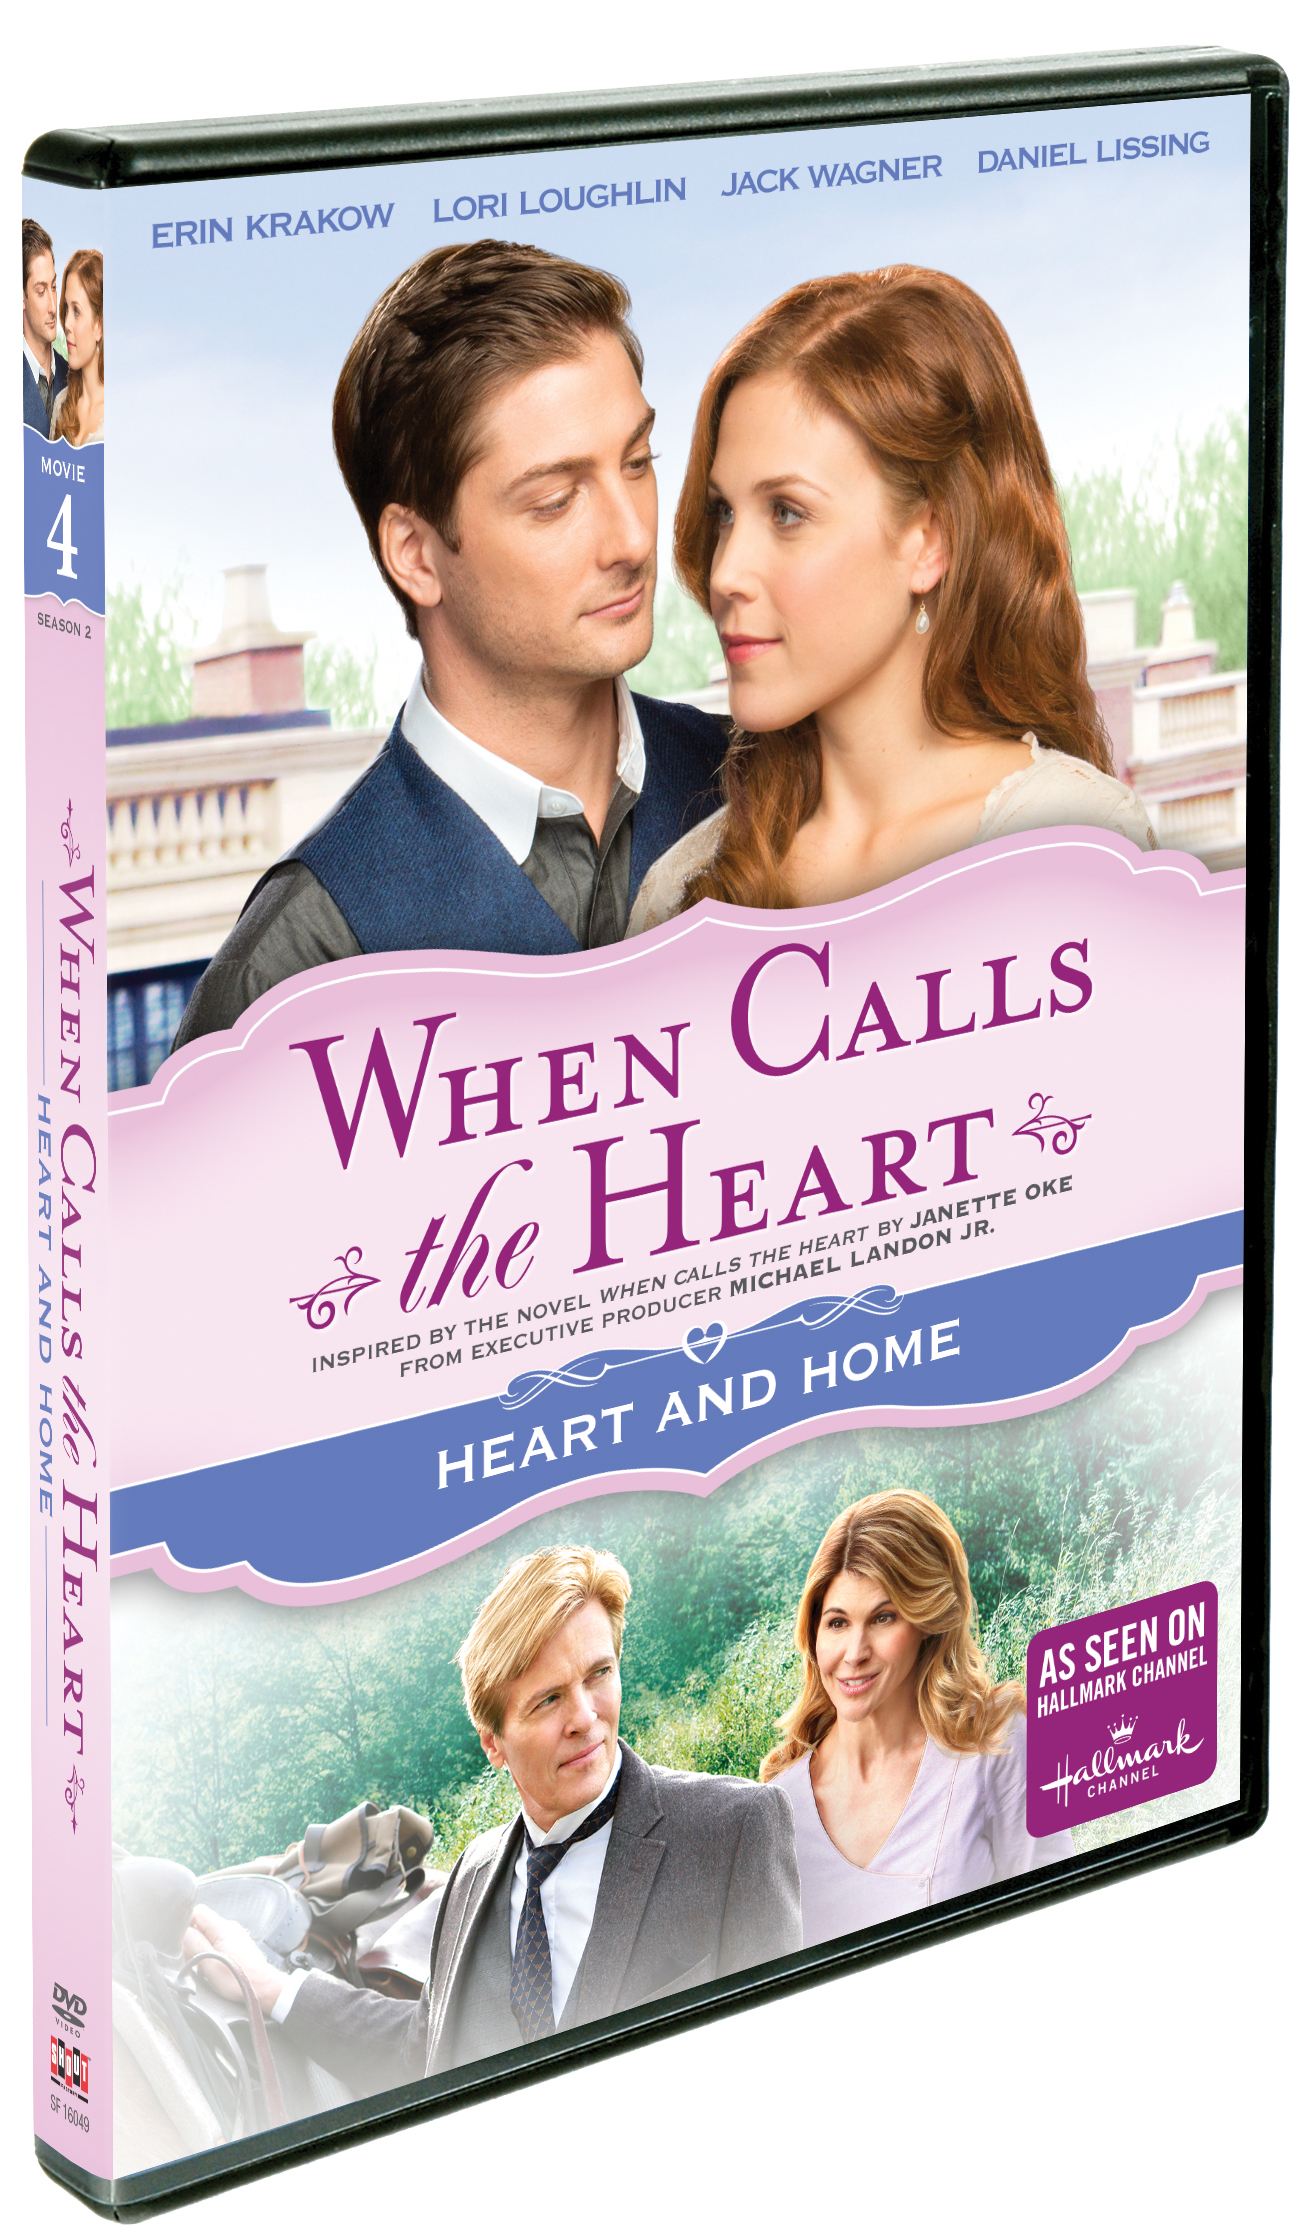 ERIN KRAKOW LORI LOUGHLIN JACK WAGNER DANIEL LISSING
WHEN CALLS
the HEART
INSPIRED BY THE NOVEL WHEN CALLS THE HEART BY JANETTE OKE
FROM EXECUTIVE PRODUCER MICHAEL LANDON JR.
HEART AND HOME
AS SEEN ON
HALLMARK CHANNEL
Hallmark
CHANNEL
MOVIE
4
SEASON 2
WHEN CALLS the HEART
HEART AND HOME
DVD
VIDEO
SHOUT
SF 16049